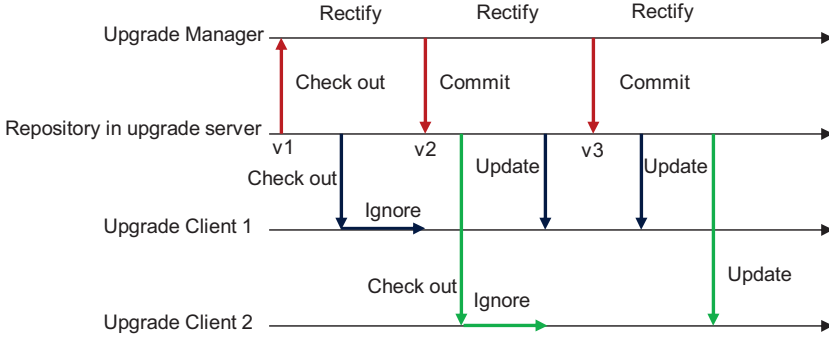 Rectify Rectify Rectify
Upgrade Manager
Check out Commit Commit
Repository in upgrade server
v1 v2 v3
Check out Update Update
Ignore
Upgrade Client 1
Check out Ignore Update
Upgrade Client 2